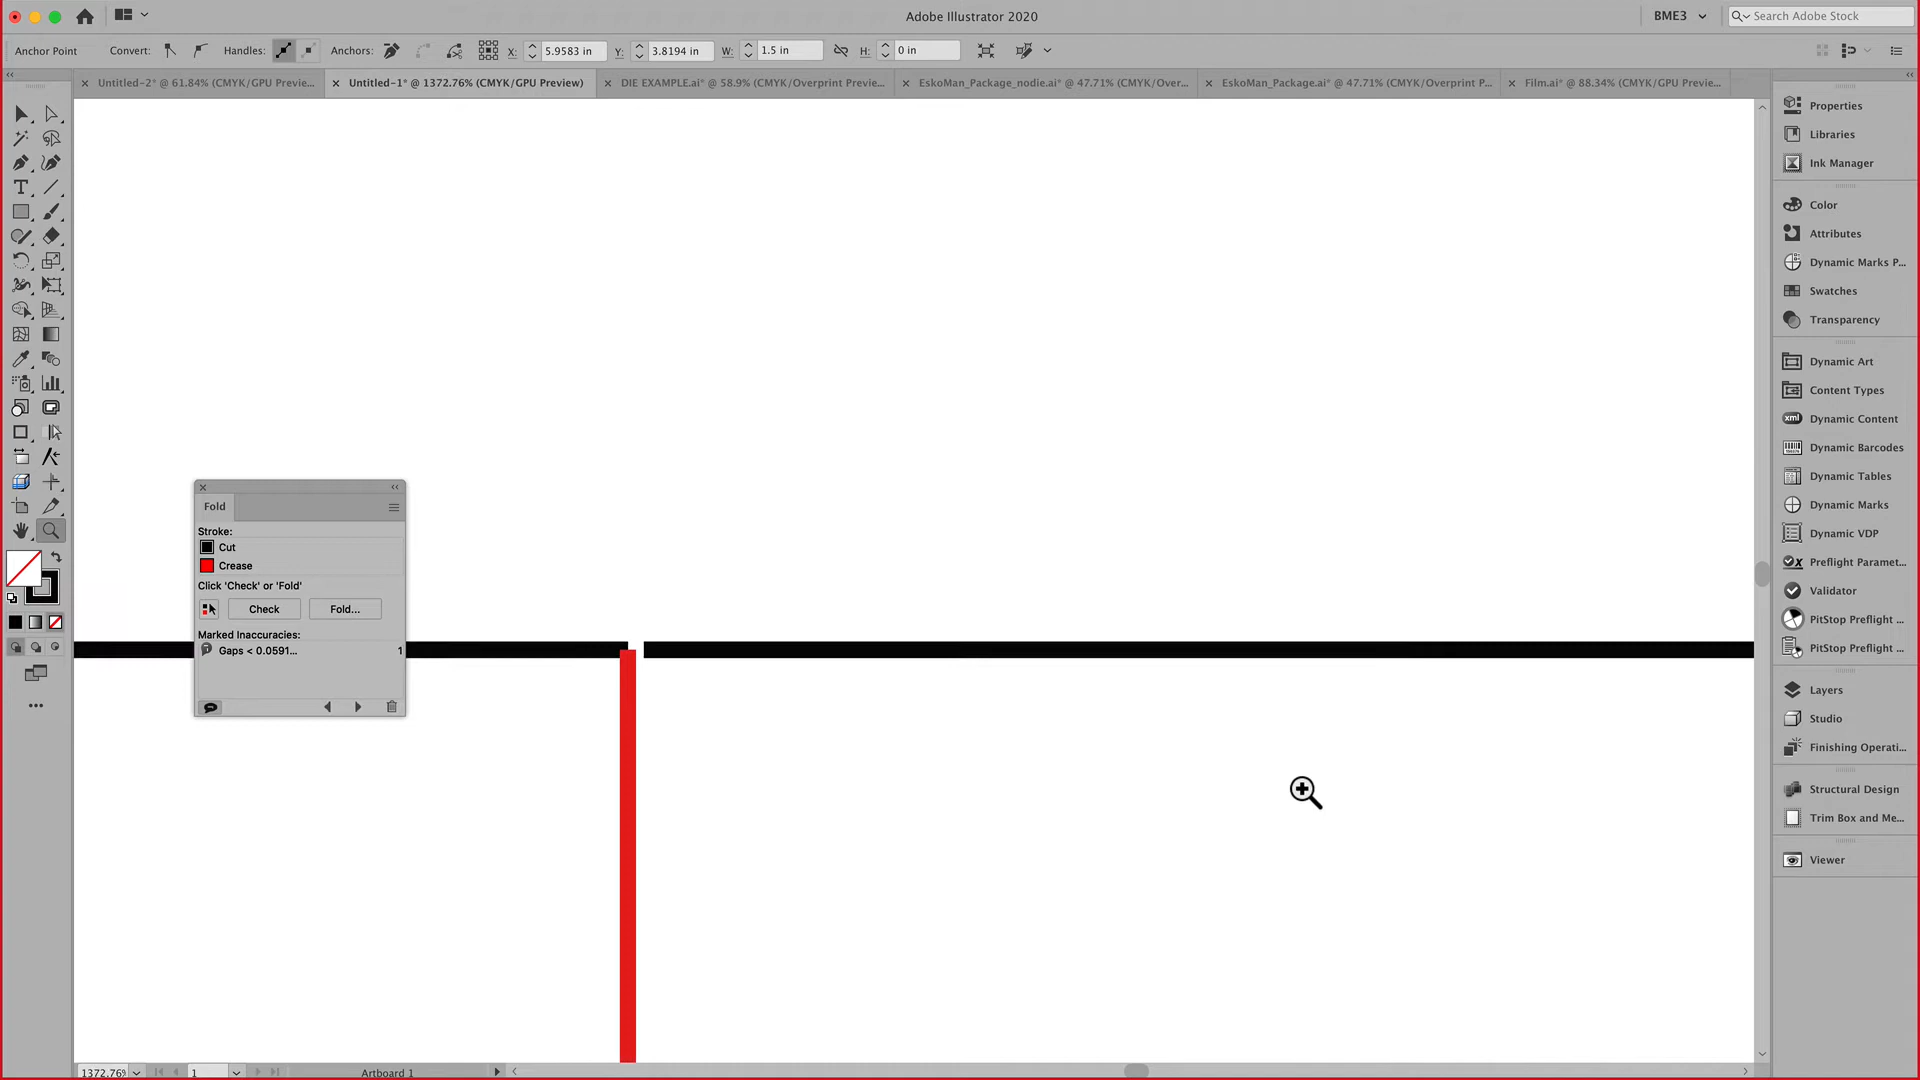 Adobe Illustrator 2020
BME3
Search Adobe Stock
Anchor Point
Convert:
Handles:
Anchors:
X: 5.9583 in
Y: 3.8194 in
W: 1.5 in
H: 0 in
Untitled-2* @ 61.84% (CMYK/GPU Previe...
Untitled-1* @ 1372.76% (CMYK/GPU Preview)
DIE EXAMPLE.ai* @ 58.9% (CMYK/Overprint Previe...
EskoMan_Package_nodie.ai* @ 47.71% (CMYK/Over...
EskoMan_Package.ai* @ 47.71% (CMYK/Overprint P...
Film.ai* @ 88.34% (CMYK/GPU Previe...
Properties
Libraries
Ink Manager
Color
Attributes
Dynamic Marks P...
Swatches
Transparency
Dynamic Art
Content Types
xml Dynamic Content
Dynamic Barcodes
Dynamic Tables
Dynamic Marks
Dynamic VDP
Preflight Paramet...
Validator
PitStop Preflight ...
PitStop Preflight ...
Layers
Studio
Finishing Operati...
Structural Design
Trim Box and Me...
Viewer
Fold
Stroke:
Cut
Crease
Click 'Check' or 'Fold'
Check
Fold...
Marked Inaccuracies:
Gaps < 0.0591... 1
1372.76%
1
Artboard 1